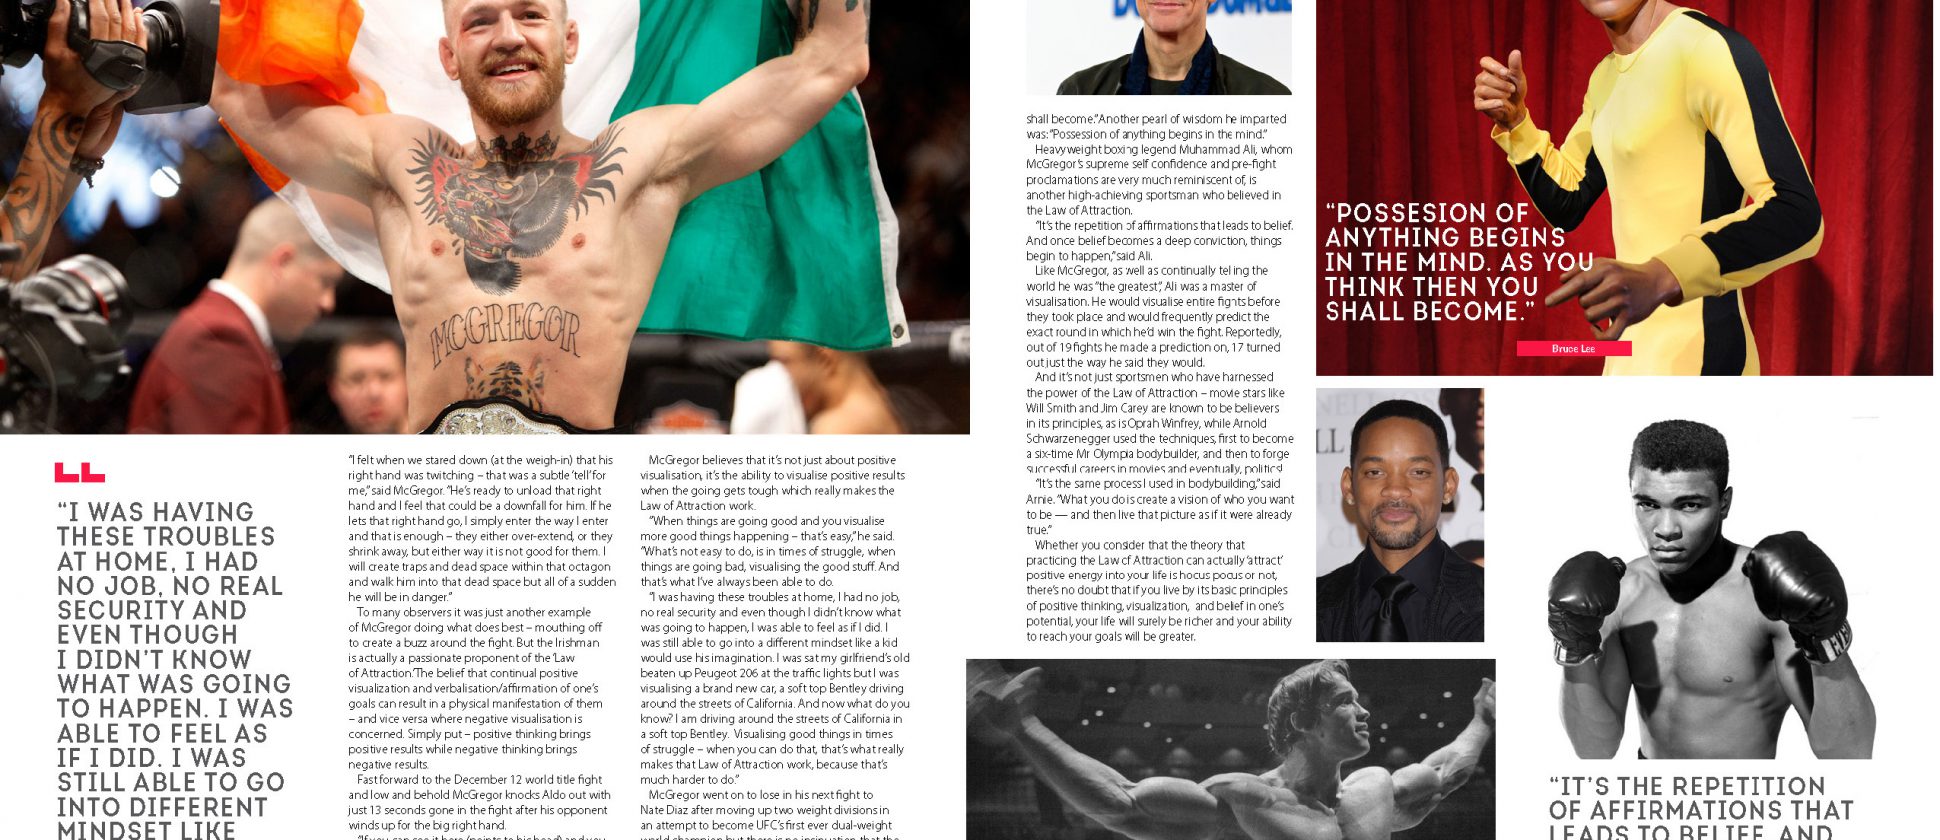 MCGREGOR
“I WAS HAVING
THESE TROUBLES
AT HOME, I HAD
NO JOB, NO REAL
SECURITY AND
EVEN THOUGH
I DIDN’T KNOW
WHAT WAS GOING
TO HAPPEN. I WAS
ABLE TO FEEL AS
IF I DID. I WAS
STILL ABLE TO GO
INTO DIFFERENT
MINDSET LIKE
“I felt when we stared down (at the weigh-in) that his
right hand was twitching – that was a subtle ‘tell’ for
me,” said McGregor. “He’s ready to unload that right
hand and I feel that could be a downfall for him. If he
lets that right hand go, I simply enter the way I enter
and that is enough – they either over-extend, or they
shrink away, but either way it is not good for them. I
will create traps and dead space within that octagon
and walk him into that dead space but all of a sudden
he will be in danger.”
To many observers it was just another example
of McGregor doing what does best – mouthing off
to create a buzz around the fight. But the Irishman
is actually a passionate proponent of the ‘Law
of Attraction.’ The belief that continual positive
visualization and verbalisation/affirmation of one’s
goals can result in a physical manifestation of them
– and vice versa where negative visualisation is
concerned. Simply put – positive thinking brings
positive results while negative thinking brings
negative results.
Fast forward to the December 12 world title fight
and low and behold McGregor knocks Aldo out with
just 13 seconds gone in the fight after his opponent
winds up for the big right hand.
“If you can see it here (points to his head) and you
McGregor believes that it’s not just about positive
visualisation, it’s the ability to visualise positive results
when the going gets tough which really makes the
Law of Attraction work.
“When things are going good and you visualise
more good things happening – that’s easy,” he said.
“What’s not easy to do, is in times of struggle, when
things are going bad, visualising the good stuff. And
that’s what I’ve always been able to do.
“I was having these troubles at home, I had no job,
no real security and even though I didn’t know what
was going to happen, I was able to feel as if I did. I
was still able to go into a different mindset like a kid
would use his imagination. I was sat my girlfriend’s old
beaten up Peugeot 206 at the traffic lights but I was
visualising a brand new car, a soft top Bentley driving
around the streets of California. And now what do you
know? I am driving around the streets of California in
a soft top Bentley. Visualising good things in times
of struggle – when you can do that, that’s what really
makes that Law of Attraction work, because that’s
much harder to do.”
McGregor went on to lose in his next fight to
Nate Diaz after moving up two weight divisions in
an attempt to become UFC’s first ever dual-weight
world champion but there is no insinuation that the
shall become.” Another pearl of wisdom he imparted
was: “Possession of anything begins in the mind.”
Heavyweight boxing legend Muhammad Ali, whom
McGregor’s supreme self confidence and pre-fight
proclamations are very much reminiscent of, is
another high-achieving sportsman who believed in
the Law of Attraction.
“It’s the repetition of affirmations that leads to belief.
And once belief becomes a deep conviction, things
begin to happen,” said Ali.
Like McGregor, as well as continually telling the
world he was “the greatest”, Ali was a master of
visualisation. He would visualise entire fights before
they took place and would frequently predict the
exact round in which he’d win the fight. Reportedly,
out of 19 fights he made a prediction on, 17 turned
out just the way he said they would.
And it’s not just sportsmen who have harnessed
the power of the Law of Attraction – movie stars like
Will Smith and Jim Carey are known to be believers
in its principles, as is Oprah Winfrey, while Arnold
Schwarzenegger used the techniques, first to become
a six-time Mr Olympia bodybuilder, and then to forge
successful careers in movies and eventually, politics!
“It’s the same process I used in bodybuilding,” said
Arnie. “What you do is create a vision of who you want
to be — and then live that picture as if it were already
true.”
Whether you consider that the theory that
practicing the Law of Attraction can actually ‘attract’
positive energy into your life is hocus pocus or not,
there’s no doubt that if you live by its basic principles
of positive thinking, visualization, and belief in one’s
potential, your life will surely be richer and your ability
to reach your goals will be greater.
“POSSESION OF
ANYTHING BEGINS
IN THE MIND. AS YOU
THINK THEN YOU
SHALL BECOME.”
Bruce Lee
“IT’S THE REPETITION
OF AFFIRMATIONS THAT
LEADS TO BELIEF. AND